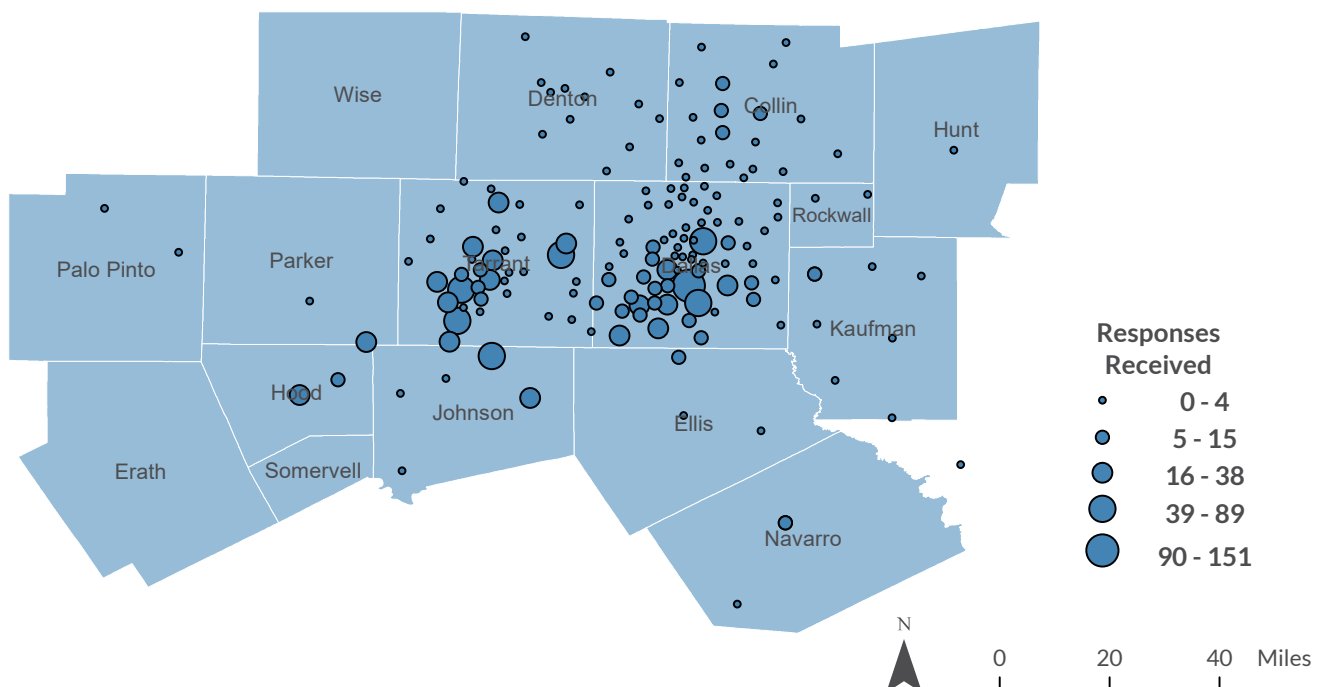 Wise
Denton
Collin
Hunt
Rockwall
Palo Pinto
Parker
Tarrant
Dallas
Kaufman
Hood
Johnson
Ellis
Erath
Somervell
Navarro
Responses
Received
0 - 4
5 - 15
16 - 38
39 - 89
90 - 151
N
0 20 40 Miles